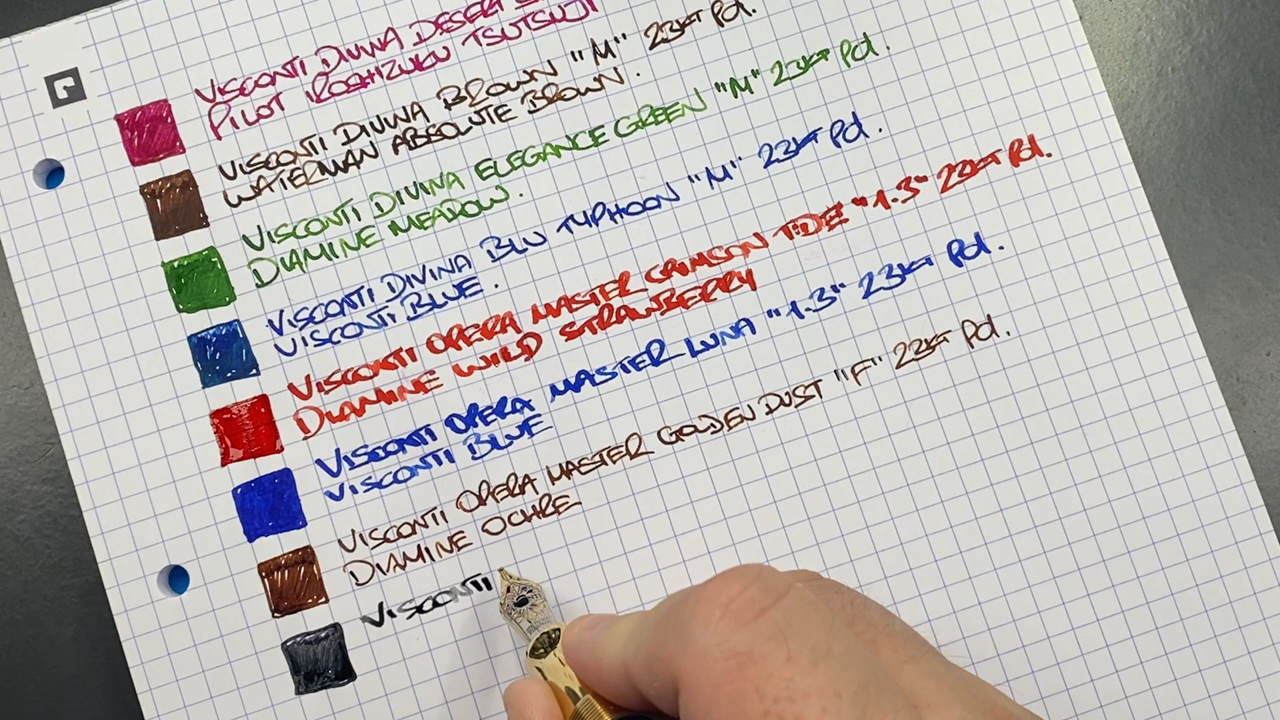 VISCONTI DIVINA DESERT
PILOT IROSHIZUKU TSUTSUJI
VISCONTI DIVINA BROWN "M" 23KT Pd.
WATERMAN ABSOLUTE BROWN.
VISCONTI DIVINA ELEGANCE GREEN "M" 23KT Pd.
DIAMINE MEADOW.
VISCONTI DIVINA BLU TYPHOON "M" 23KT Pd.
VISCONTI BLUE.
VISCONTI OPERA MASTER CRIMSON TIDE "1.3" 23KT Pd.
DIAMINE WILD STRAWBERRY
VISCONTI OPERA MASTER LUNA "1.3" 23KT Pd.
VISCONTI BLUE
VISCONTI OPERA MASTER GOLDEN DUST "F" 23KT Pd.
DIAMINE OCHRE
VISCONTI